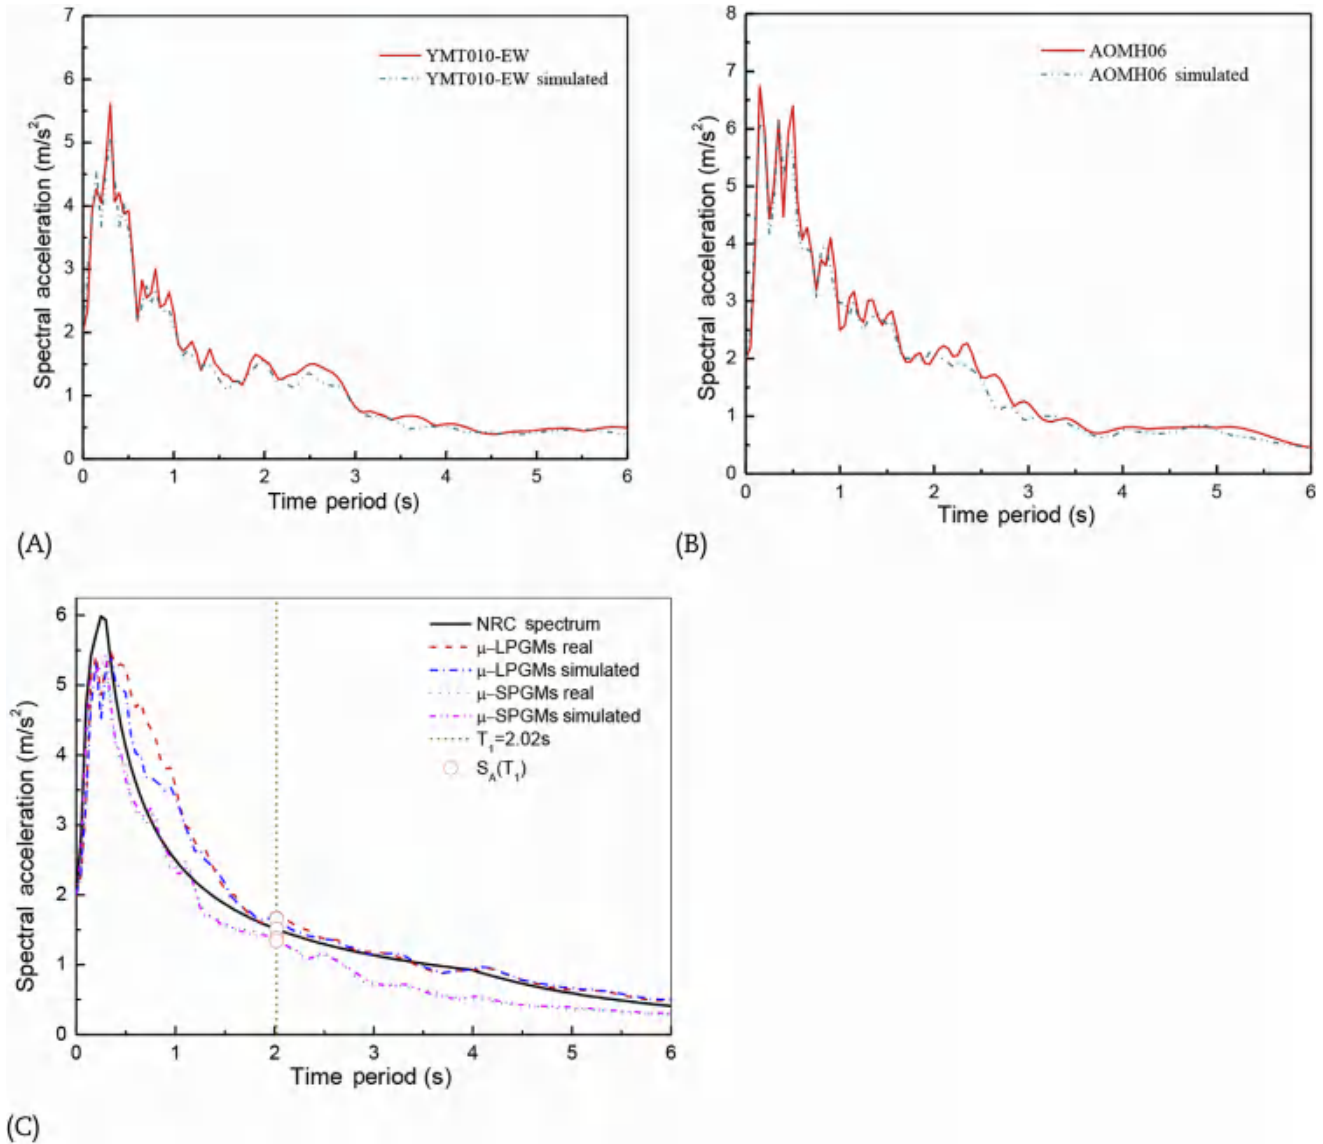 7
6
5
4
3
2
1
0
Spectral acceleration (m/s²)
YMT010-EW
YMT010-EW simulated
0 1 2 3 4 5 6
Time period (s)
(A)
8
7
6
5
4
3
2
1
0
Spectral acceleration (m/s²)
AOMH06
AOMH06 simulated
0 1 2 3 4 5 6
Time period (s)
(B)
6
5
4
3
2
1
0
Spectral acceleration (m/s²)
NRC spectrum
μ–LPGMs real
μ–LPGMs simulated
μ–SPGMs real
μ–SPGMs simulated
T₁=2.02s
S_A(T₁)
0 1 2 3 4 5 6
Time period (s)
(C)